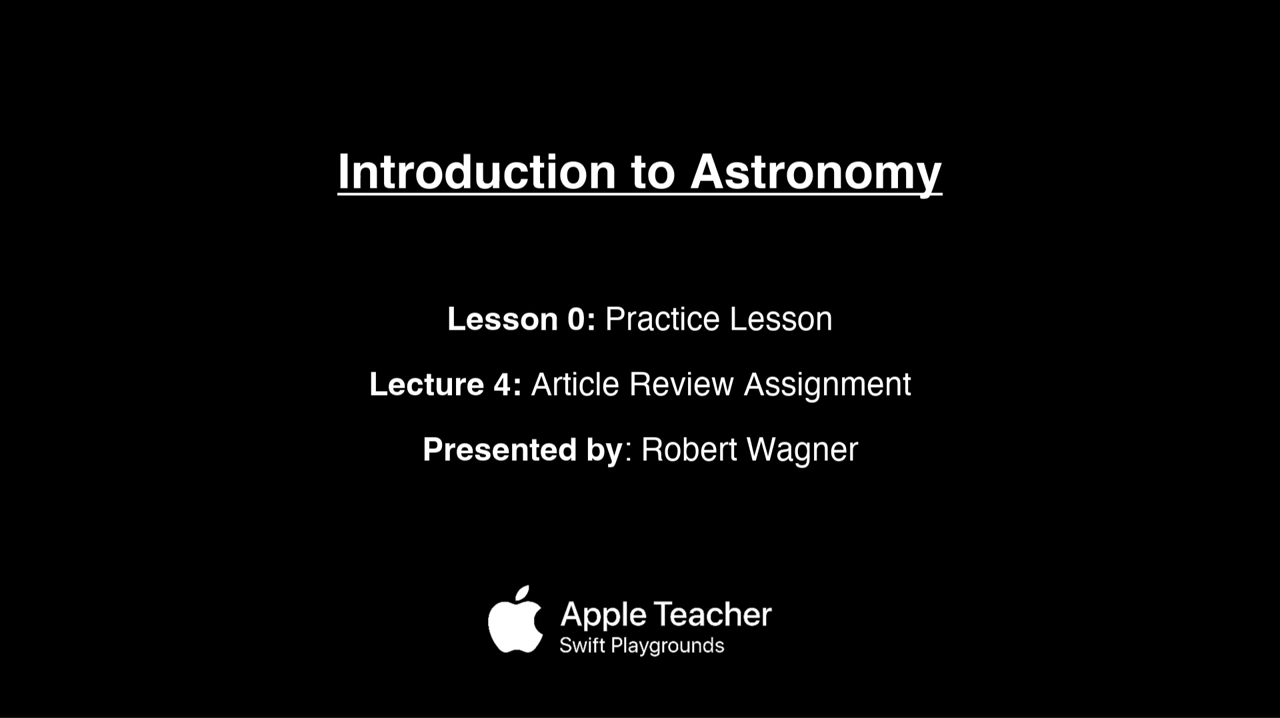 Introduction to Astronomy
Lesson 0: Practice Lesson
Lecture 4: Article Review Assignment
Presented by: Robert Wagner
Apple Teacher
Swift Playgrounds